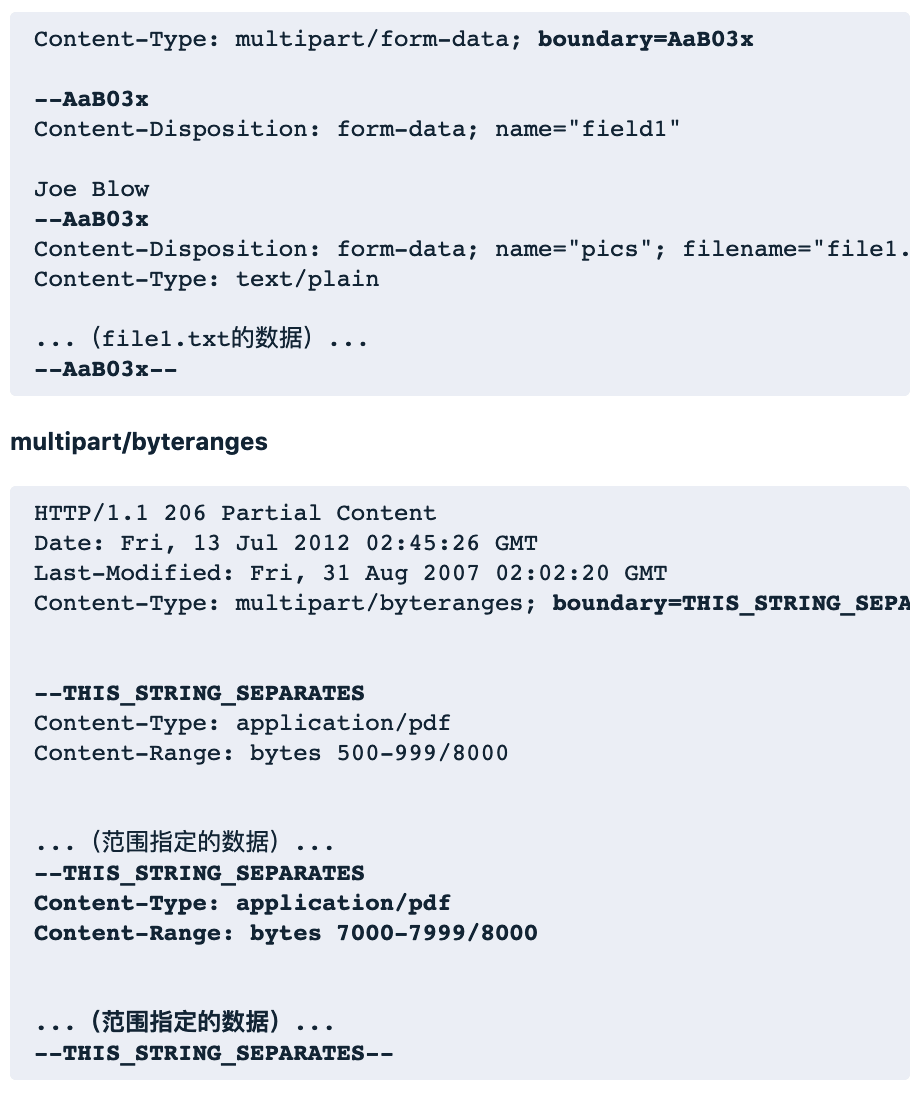 Content-Type: multipart/form-data; boundary=AaB03x
--AaB03x
Content-Disposition: form-data; name="field1"
Joe Blow
--AaB03x
Content-Disposition: form-data; name="pics"; filename="file1.
Content-Type: text/plain
...（file1.txt的数据）...
--AaB03x--
multipart/byteranges
HTTP/1.1 206 Partial Content
Date: Fri, 13 Jul 2012 02:45:26 GMT
Last-Modified: Fri, 31 Aug 2007 02:02:20 GMT
Content-Type: multipart/byteranges; boundary=THIS_STRING_SEPA
--THIS_STRING_SEPARATES
Content-Type: application/pdf
Content-Range: bytes 500-999/8000
...（范围指定的数据）...
--THIS_STRING_SEPARATES
Content-Type: application/pdf
Content-Range: bytes 7000-7999/8000
...（范围指定的数据）...
--THIS_STRING_SEPARATES--